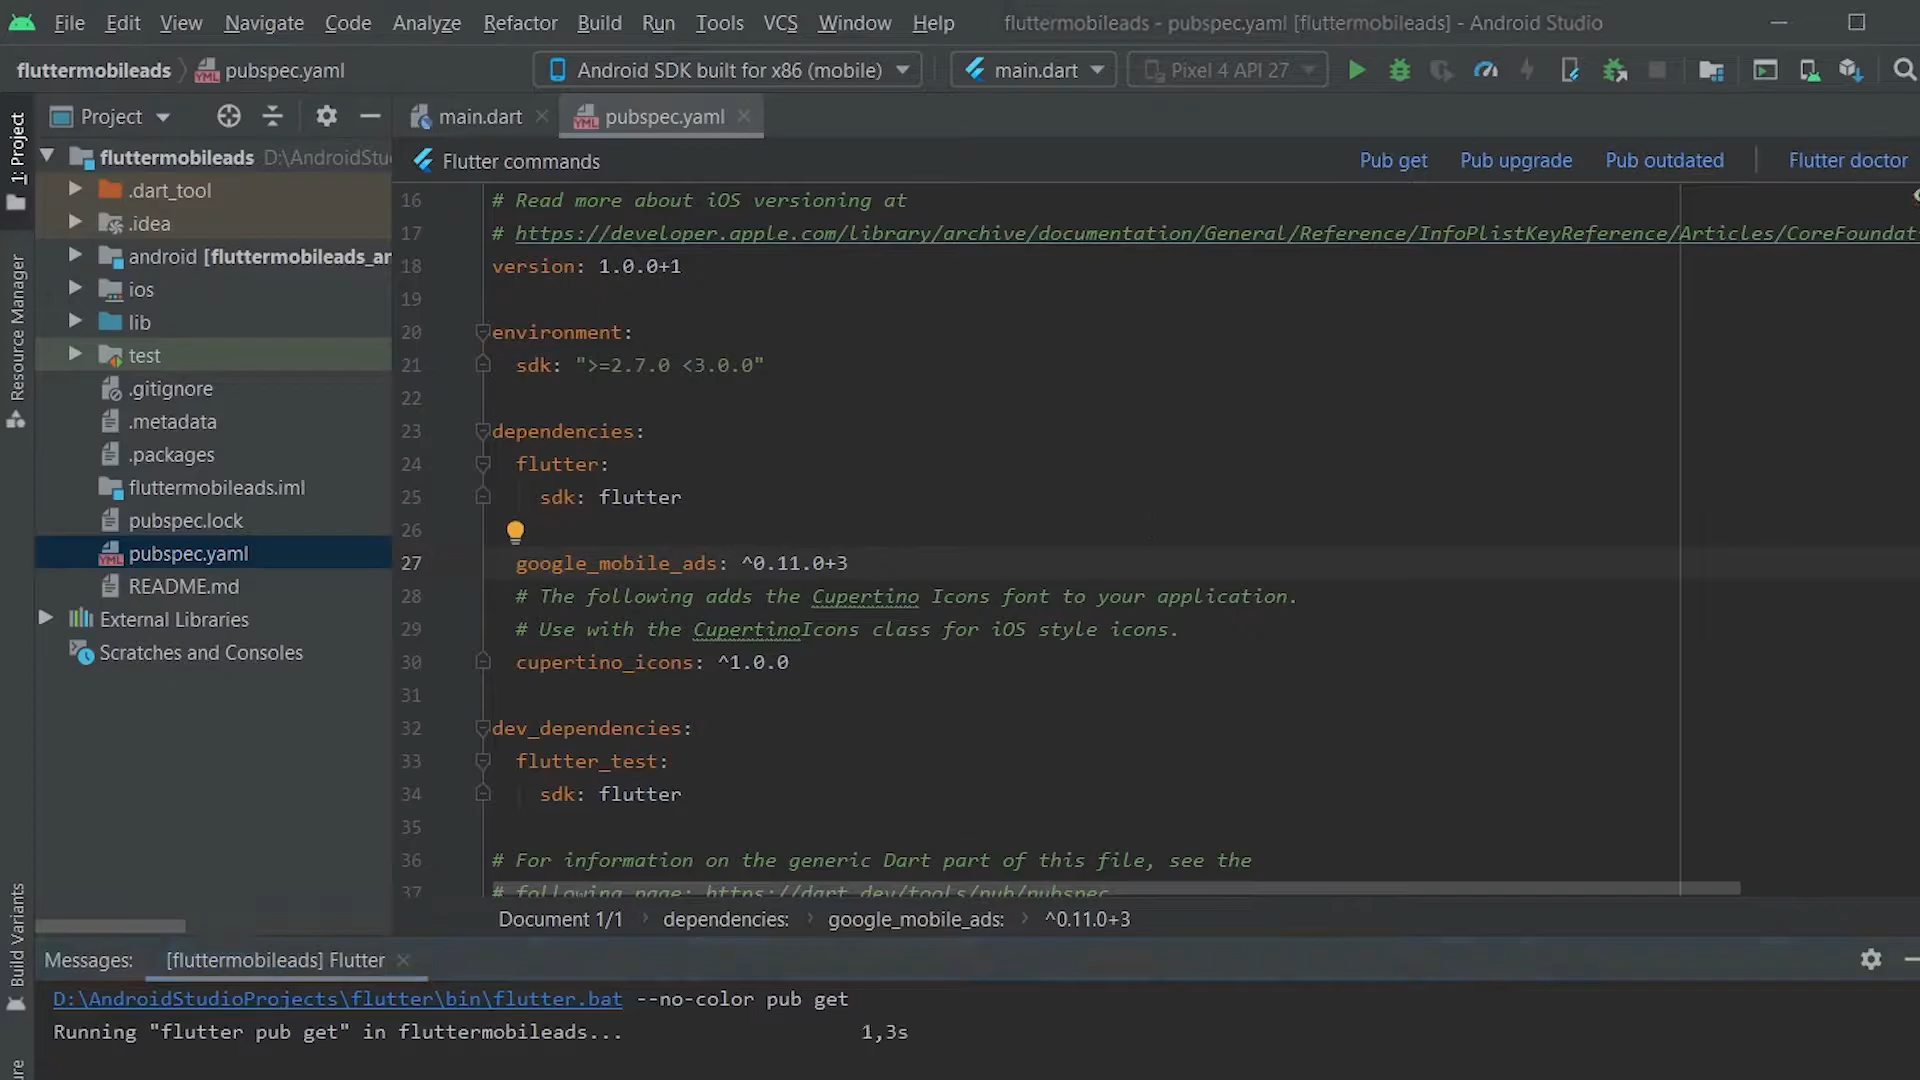 File Edit View Navigate Code Analyze Refactor Build Run Tools VCS Window Help fluttermobileads - pubspec.yaml [fluttermobileads] - Android Studio
fluttermobileads pubspec.yaml Android SDK built for x86 (mobile) main.dart Pixel 4 API 27
Project main.dart pubspec.yaml
1: Project
Resource Manager
Build Variants
fluttermobileads
.dart_tool
.idea
android [fluttermobileads_an
ios
lib
test
.gitignore
.metadata
.packages
fluttermobileads.iml
pubspec.lock
pubspec.yaml
README.md
External Libraries
Scratches and Consoles
Flutter commands Pub get Pub upgrade Pub outdated Flutter doctor
16 # Read more about iOS versioning at
17 # https://developer.apple.com/library/archive/documentation/General/Reference/InfoPlistKeyReference/Articles/CoreFoundat
18 version: 1.0.0+1
19
20 environment:
21 sdk: ">=2.7.0 <3.0.0"
22
23 dependencies:
24 flutter:
25 sdk: flutter
26
27 google_mobile_ads: ^0.11.0+3
28 # The following adds the Cupertino Icons font to your application.
29 # Use with the CupertinoIcons class for iOS style icons.
30 cupertino_icons: ^1.0.0
31
32 dev_dependencies:
33 flutter_test:
34 sdk: flutter
35
36 # For information on the generic Dart part of this file, see the
37 # following page: https://dart.dev/tools/pub/pubspec
Document 1/1 dependencies: google_mobile_ads: ^0.11.0+3
Messages: [fluttermobileads] Flutter
D:\AndroidStudioProjects\flutter\bin\flutter.bat --no-color pub get
Running "flutter pub get" in fluttermobileads... 1,3s